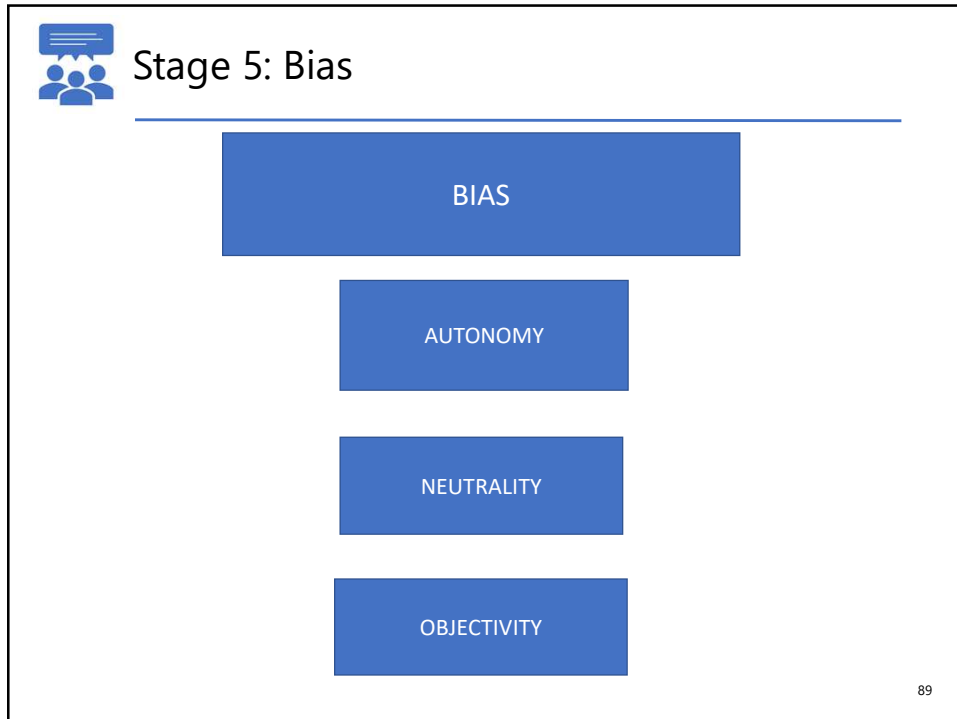 Stage 5: Bias
BIAS
AUTONOMY
NEUTRALITY
OBJECTIVITY
89